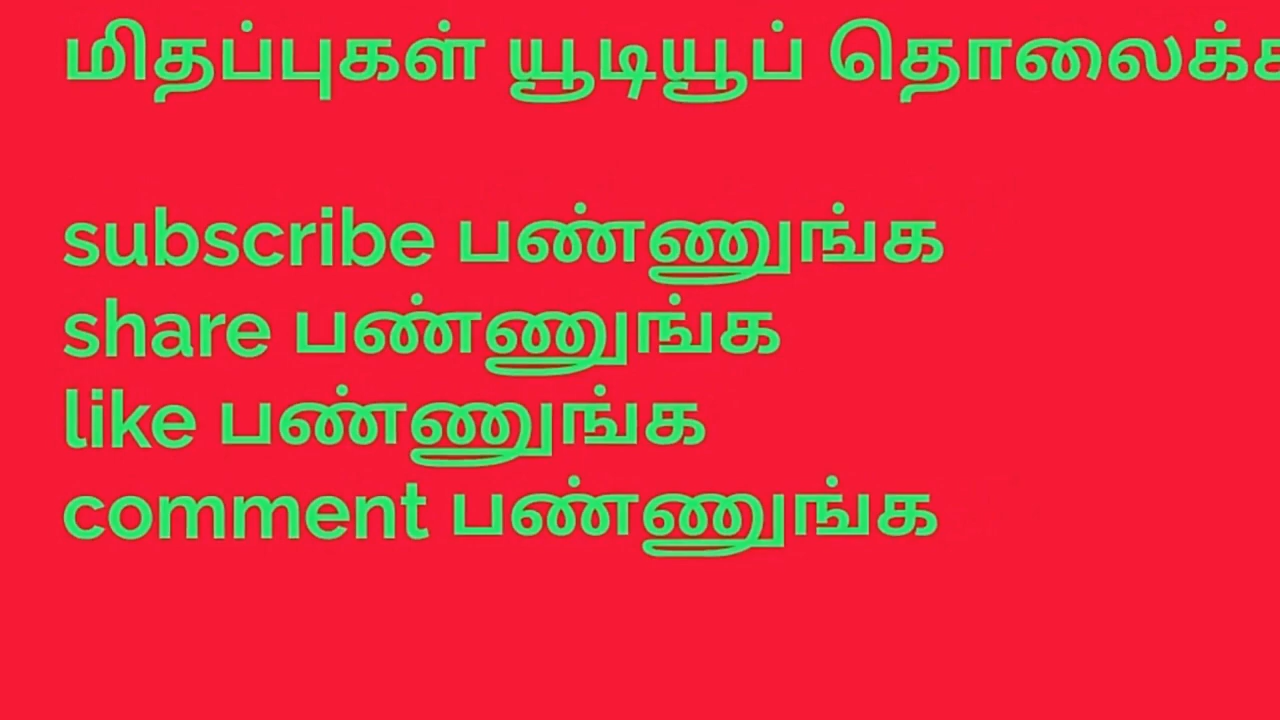 மிதப்புகள் யூடியூப் தொலைக்க
subscribe பண்ணுங்க
share பண்ணுங்க
like பண்ணுங்க
comment பண்ணுங்க